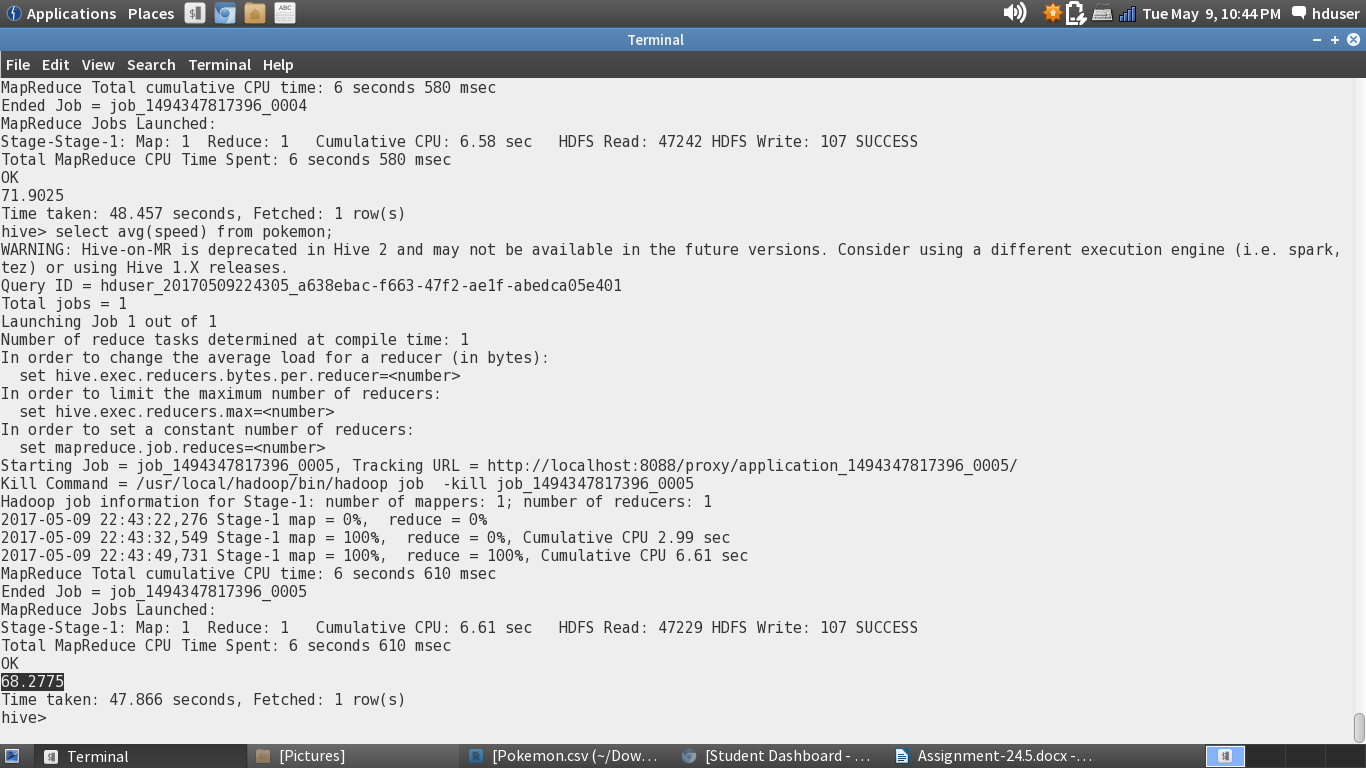 Applications Places Tue May 9, 10:44 PM hduser
Terminal
File Edit View Search Terminal Help
MapReduce Total cumulative CPU time: 6 seconds 580 msec
Ended Job = job_1494347817396_0004
MapReduce Jobs Launched:
Stage-Stage-1: Map: 1  Reduce: 1   Cumulative CPU: 6.58 sec   HDFS Read: 47242 HDFS Write: 107 SUCCESS
Total MapReduce CPU Time Spent: 6 seconds 580 msec
OK
71.9025
Time taken: 48.457 seconds, Fetched: 1 row(s)
hive> select avg(speed) from pokemon;
WARNING: Hive-on-MR is deprecated in Hive 2 and may not be available in the future versions. Consider using a different execution engine (i.e. spark,
tez) or using Hive 1.X releases.
Query ID = hduser_20170509224305_a638ebac-f663-47f2-ae1f-abedca05e401
Total jobs = 1
Launching Job 1 out of 1
Number of reduce tasks determined at compile time: 1
In order to change the average load for a reducer (in bytes):
  set hive.exec.reducers.bytes.per.reducer=<number>
In order to limit the maximum number of reducers:
  set hive.exec.reducers.max=<number>
In order to set a constant number of reducers:
  set mapreduce.job.reduces=<number>
Starting Job = job_1494347817396_0005, Tracking URL = http://localhost:8088/proxy/application_1494347817396_0005/
Kill Command = /usr/local/hadoop/bin/hadoop job  -kill job_1494347817396_0005
Hadoop job information for Stage-1: number of mappers: 1; number of reducers: 1
2017-05-09 22:43:22,276 Stage-1 map = 0%,  reduce = 0%
2017-05-09 22:43:32,549 Stage-1 map = 100%,  reduce = 0%, Cumulative CPU 2.99 sec
2017-05-09 22:43:49,731 Stage-1 map = 100%,  reduce = 100%, Cumulative CPU 6.61 sec
MapReduce Total cumulative CPU time: 6 seconds 610 msec
Ended Job = job_1494347817396_0005
MapReduce Jobs Launched:
Stage-Stage-1: Map: 1  Reduce: 1   Cumulative CPU: 6.61 sec   HDFS Read: 47229 HDFS Write: 107 SUCCESS
Total MapReduce CPU Time Spent: 6 seconds 610 msec
OK
68.2775
Time taken: 47.866 seconds, Fetched: 1 row(s)
hive>
Terminal [Pictures] [Pokemon.csv (~/Dow... [Student Dashboard - ... Assignment-24.5.docx -...